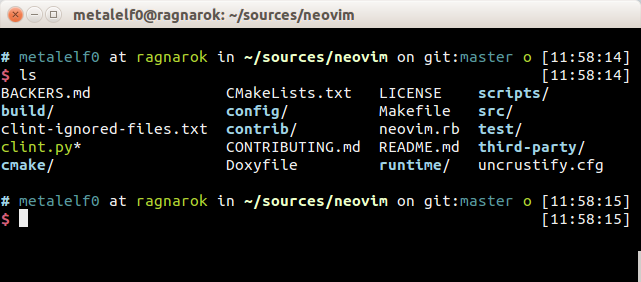 metalelf0@ragnarok: ~/sources/neovim
# metalelf0 at ragnarok in ~/sources/neovim on git:master o [11:58:14]
$ ls [11:58:14]
BACKERS.md CMakeLists.txt LICENSE scripts/
build/ config/ Makefile src/
clint-ignored-files.txt contrib/ neovim.rb test/
clint.py* CONTRIBUTING.md README.md third-party/
cmake/ Doxyfile runtime/ uncrustify.cfg
# metalelf0 at ragnarok in ~/sources/neovim on git:master o [11:58:15]
$ [11:58:15]